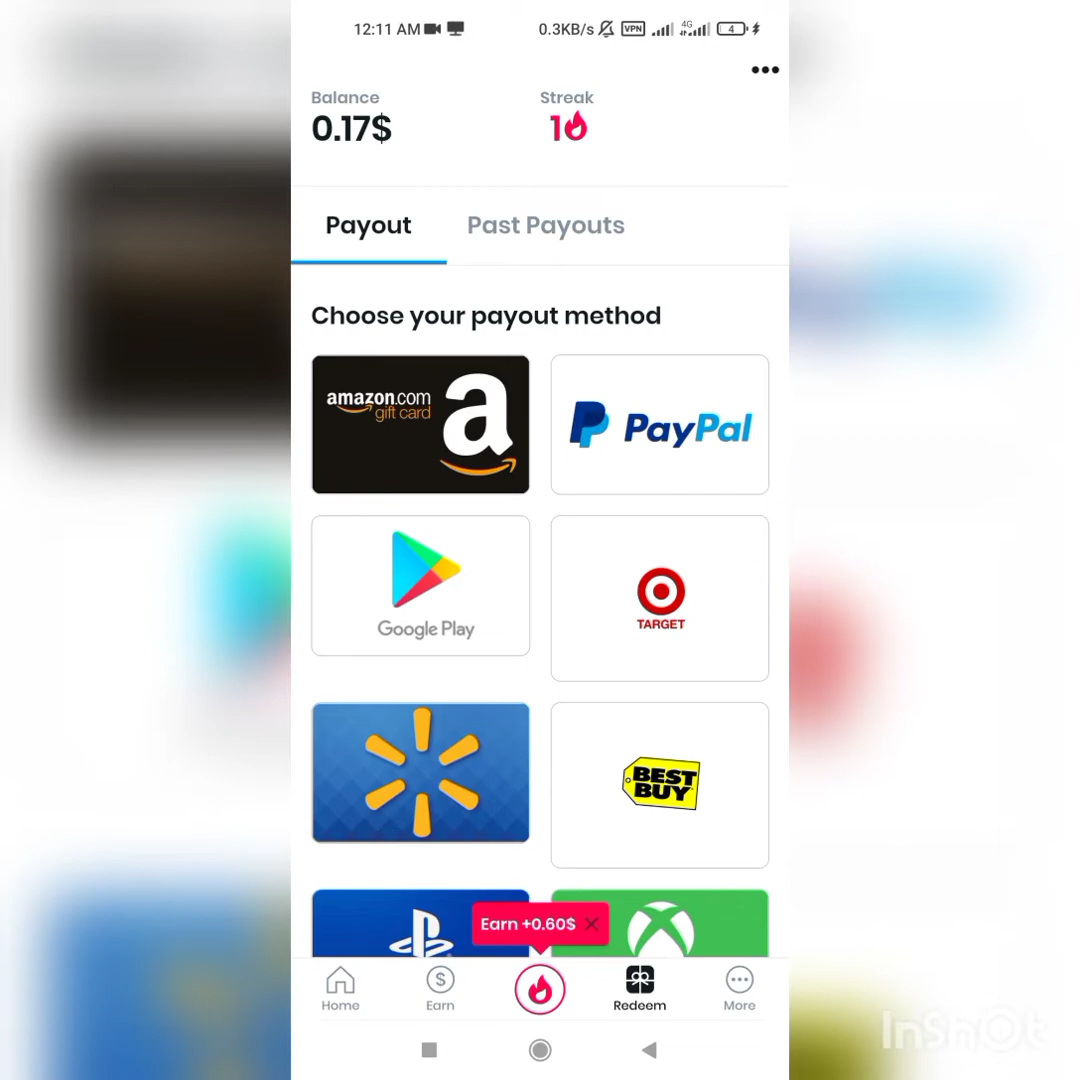 12:11 AM
0.3KB/s VPN 4G 4
Balance
Streak
0.17$
1
Payout
Past Payouts
Choose your payout method
amazon.com
gift card
a
PayPal
Google Play
TARGET
BEST
BUY
Earn +0.60$
Home
Earn
Redeem
More
InShOt